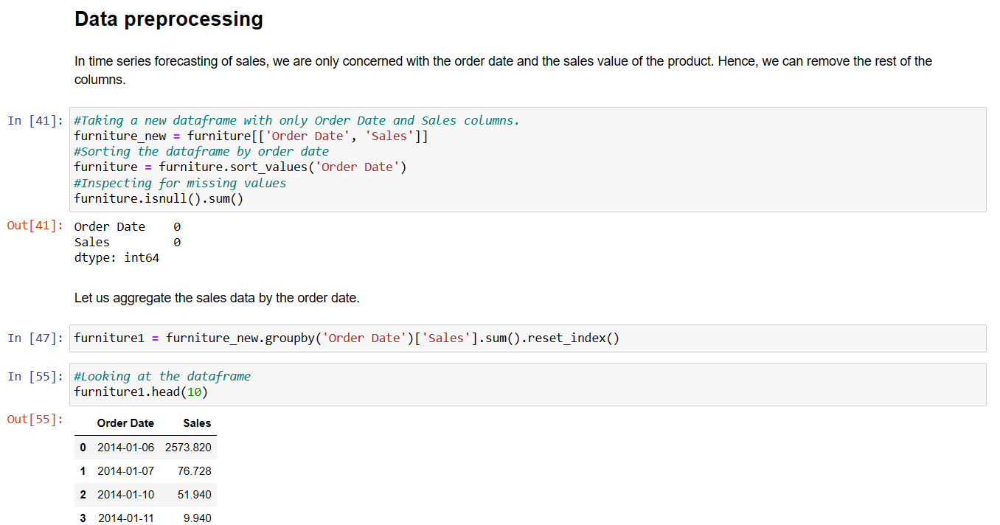 Data preprocessing
In time series forecasting of sales, we are only concerned with the order date and the sales value of the product. Hence, we can remove the rest of the
columns.
In [41]: #Taking a new dataframe with only Order Date and Sales columns.
furniture_new = furniture[['Order Date', 'Sales']]
#Sorting the dataframe by order date
furniture = furniture.sort_values('Order Date')
#Inspecting for missing values
furniture.isnull().sum()
Out[41]: Order Date    0
Sales         0
dtype: int64
Let us aggregate the sales data by the order date.
In [47]: furniture1 = furniture_new.groupby('Order Date')['Sales'].sum().reset_index()
In [55]: #Looking at the dataframe
furniture1.head(10)
Out[55]:
Order Date Sales
0 2014-01-06 2573.820
1 2014-01-07 76.728
2 2014-01-10 51.940
3 2014-01-11 9.940